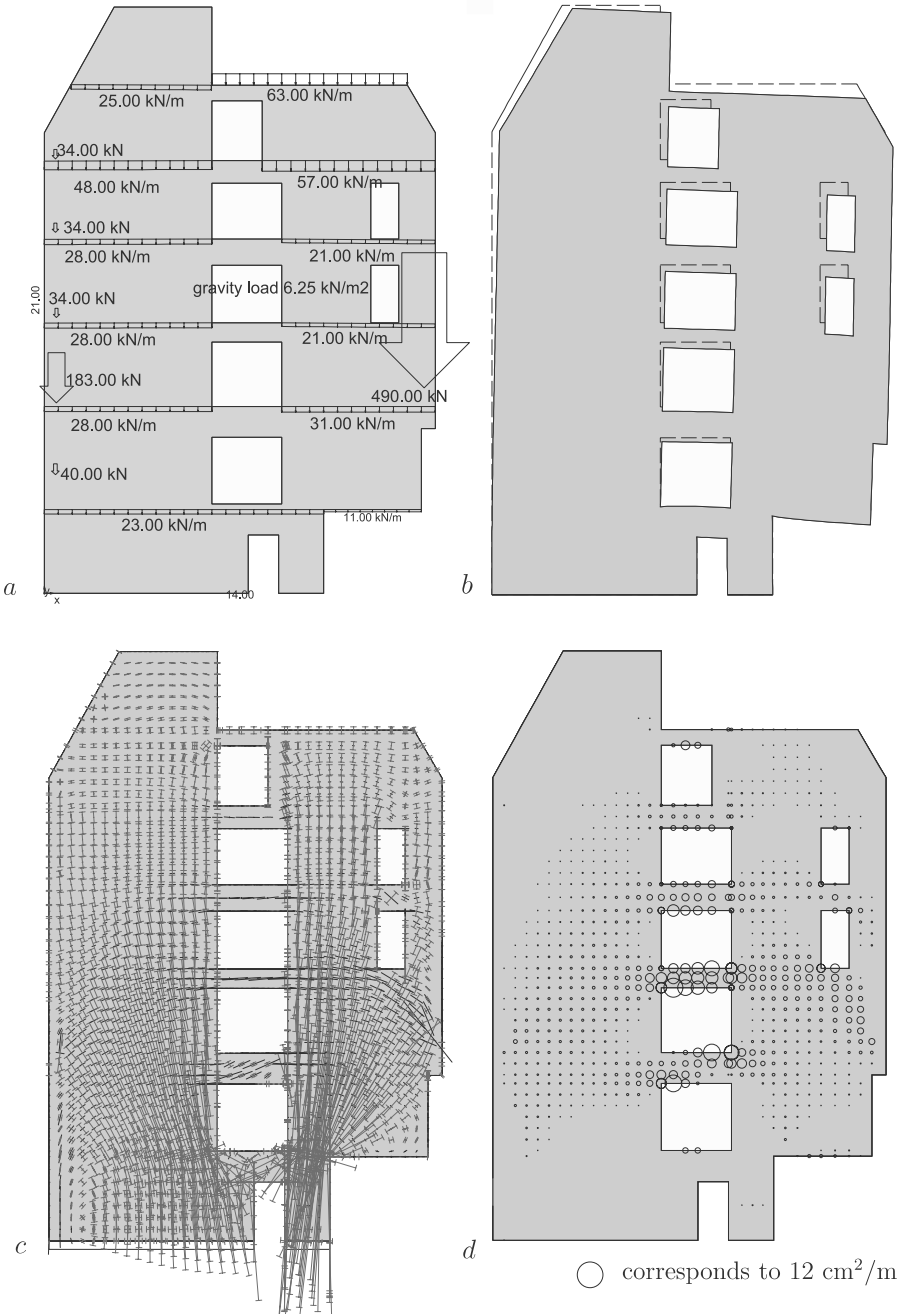 25.00 kN/m
63.00 kN/m
34.00 kN
48.00 kN/m
57.00 kN/m
34.00 kN
28.00 kN/m
21.00 kN/m
gravity load 6.25 kN/m2
21.00
34.00 kN
28.00 kN/m
21.00 kN/m
183.00 kN
490.00 kN
28.00 kN/m
31.00 kN/m
40.00 kN
23.00 kN/m
11.00 kN/m
a
y
x
14.00
b
c
d
corresponds to 12 cm²/m